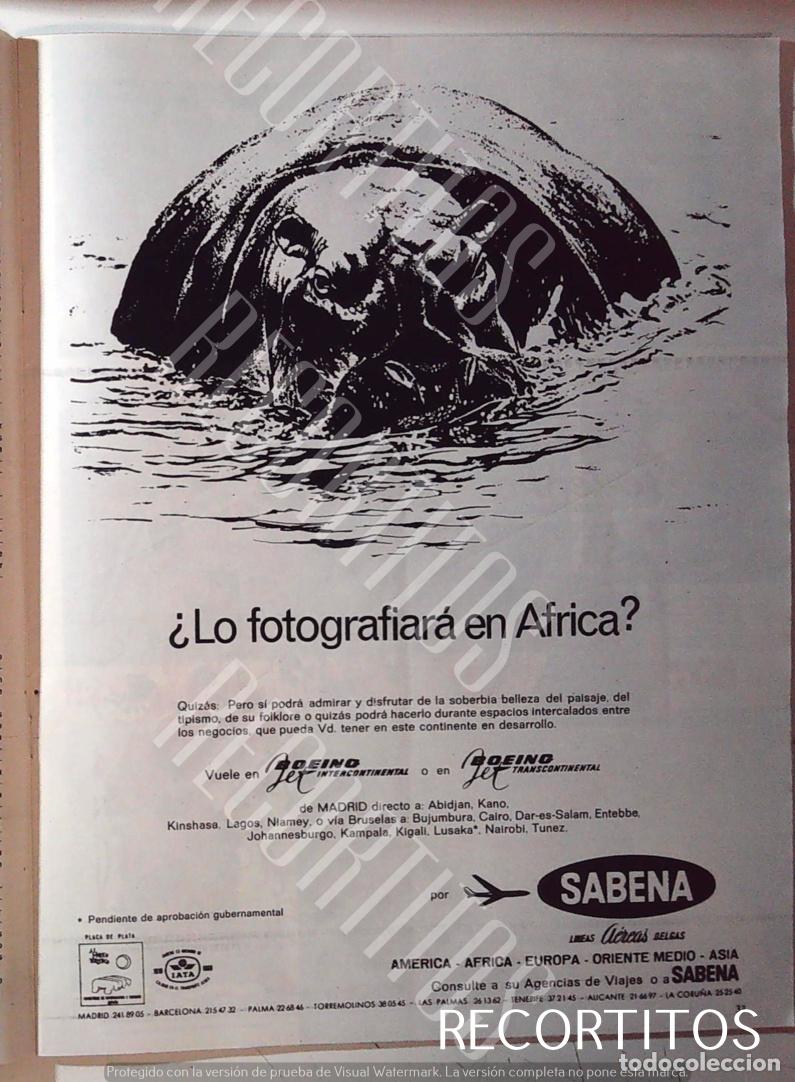 ¿Lo fotografiará en Africa?
Quizás: Pero sí podrá admirar y disfrutar de la soberbia belleza del paisaje, del
tipismo, de su folklore o quizás podrá hacerlo durante espacios intercalados entre
los negocios, que pueda Vd. tener en este continente en desarrollo.
Vuele en BOEING Jet INTERCONTINENTAL o en BOEING Jet TRANSCONTINENTAL
de MADRID directo a: Abidjan, Kano,
Kinshasa, Lagos, Niamey, o vía Bruselas a: Bujumbura, Cairo, Dar-es-Salam, Entebbe,
Johannesburgo, Kampala, Kigali, Lusaka*, Nairobi, Tunez.
por SABENA
* Pendiente de aprobación gubernamental
LINEAS Aéreas BELGAS
PLACA DE PLATA
IATA
AMERICA - AFRICA - EUROPA - ORIENTE MEDIO - ASIA
Consulte a su Agencias de Viajes o a SABENA
MADRID 241 89 05 - BARCELONA 215 47 32 - PALMA 22 68 46 - TORREMOLINOS 38 05 45 - LAS PALMAS 26 13 62 - TENERIFE 37 21 45 - ALICANTE 21 66 97 - LA CORUÑA 25 25 40
RECORTITOS
RECORTITOS
RECORTITOS
RECORTITOS
RECORTITOS
todocoleccion
Protegido con la versión de prueba de Visual Watermark. La versión completa no pone esta marca.